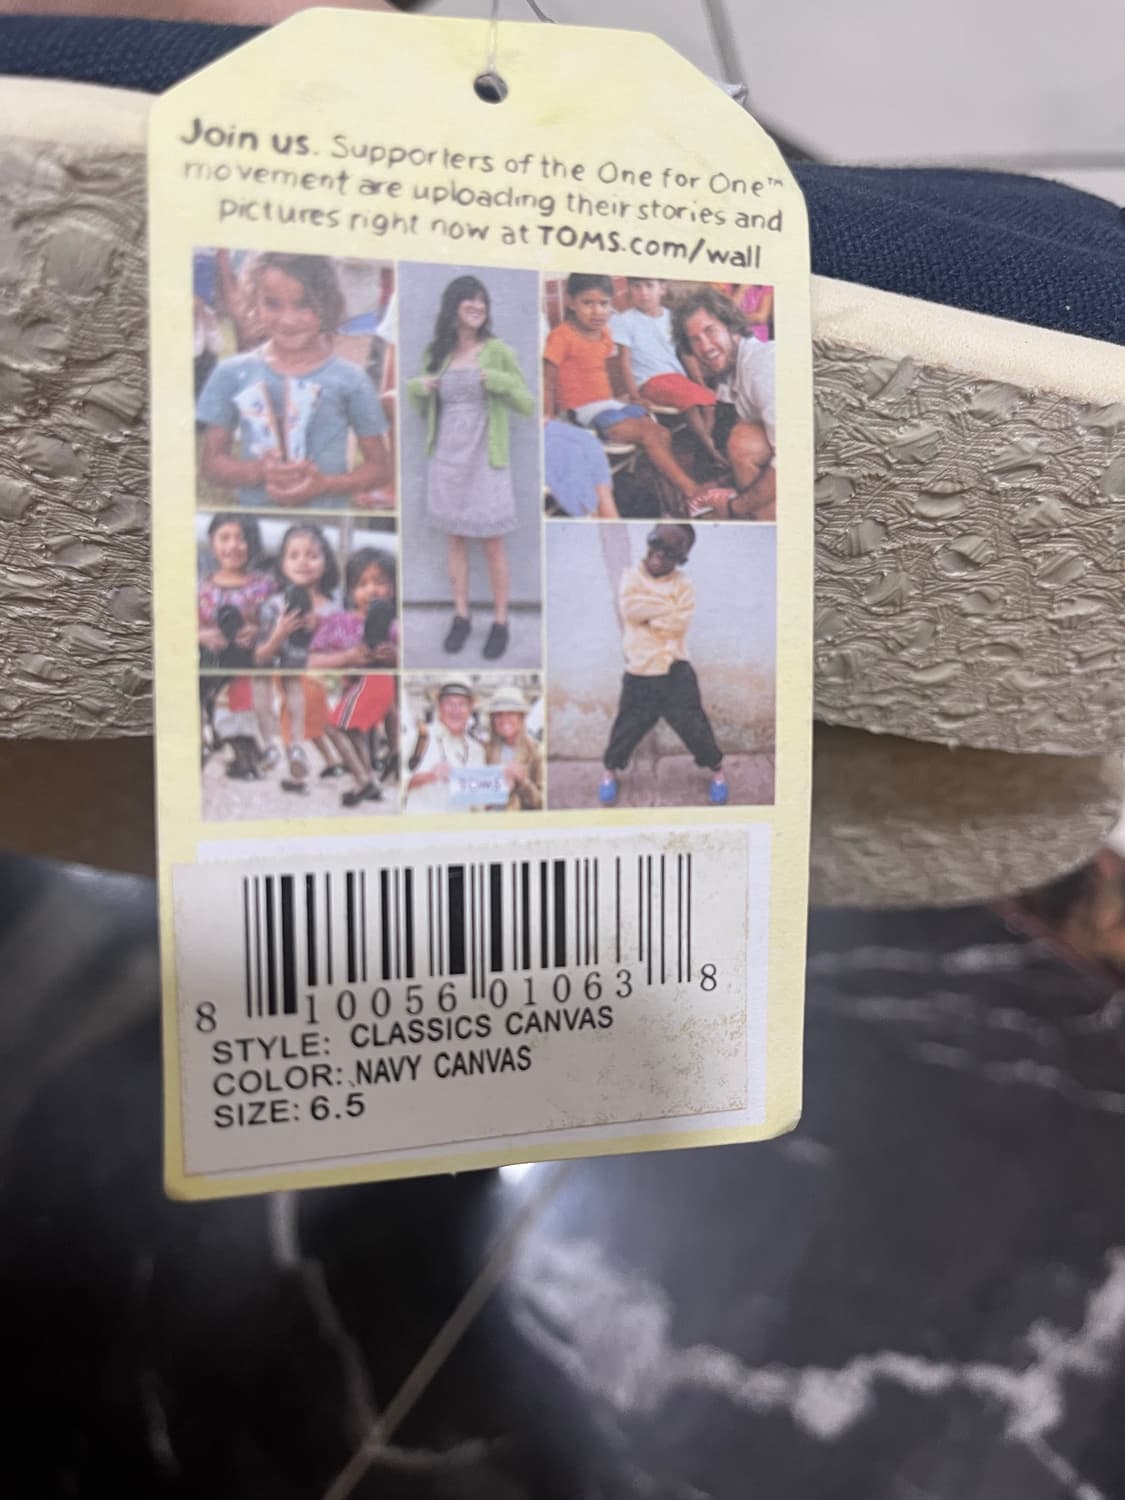 Join us. Supporters of the One for One™
movement are uploading their stories and
pictures right now at TOMS.com/wall
TOMS
8 10056 01063 8
STYLE: CLASSICS CANVAS
COLOR: NAVY CANVAS
SIZE: 6.5